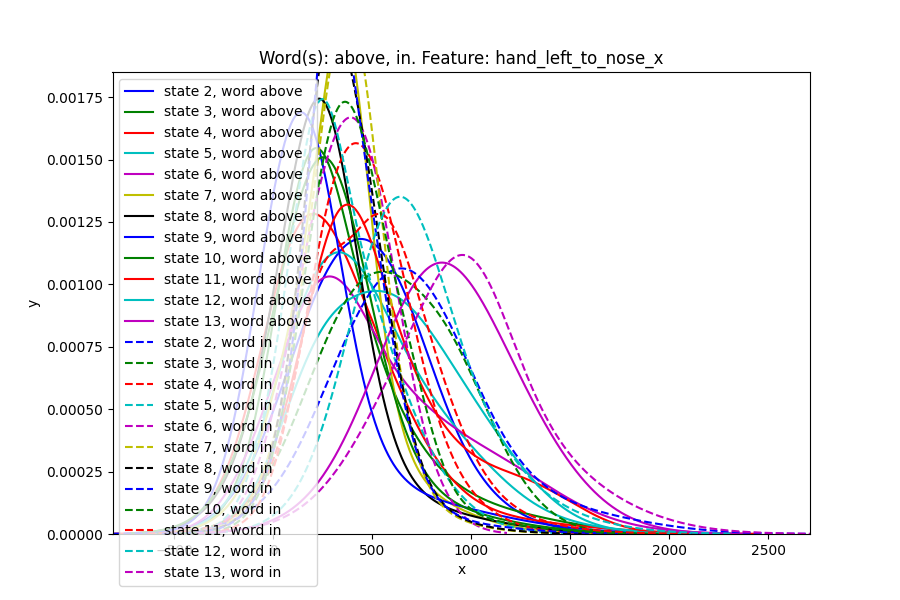 Word(s): above, in. Feature: hand_left_to_nose_x
0.00175
0.00150
0.00125
0.00100
0.00075
0.00050
0.00025
0.00000
y
state 2, word above
state 3, word above
state 4, word above
state 5, word above
state 6, word above
state 7, word above
state 8, word above
state 9, word above
state 10, word above
state 11, word above
state 12, word above
state 13, word above
state 2, word in
state 3, word in
state 4, word in
state 5, word in
state 6, word in
state 7, word in
state 8, word in
state 9, word in
state 10, word in
state 11, word in
state 12, word in
state 13, word in
500 1000 1500 2000 2500
x